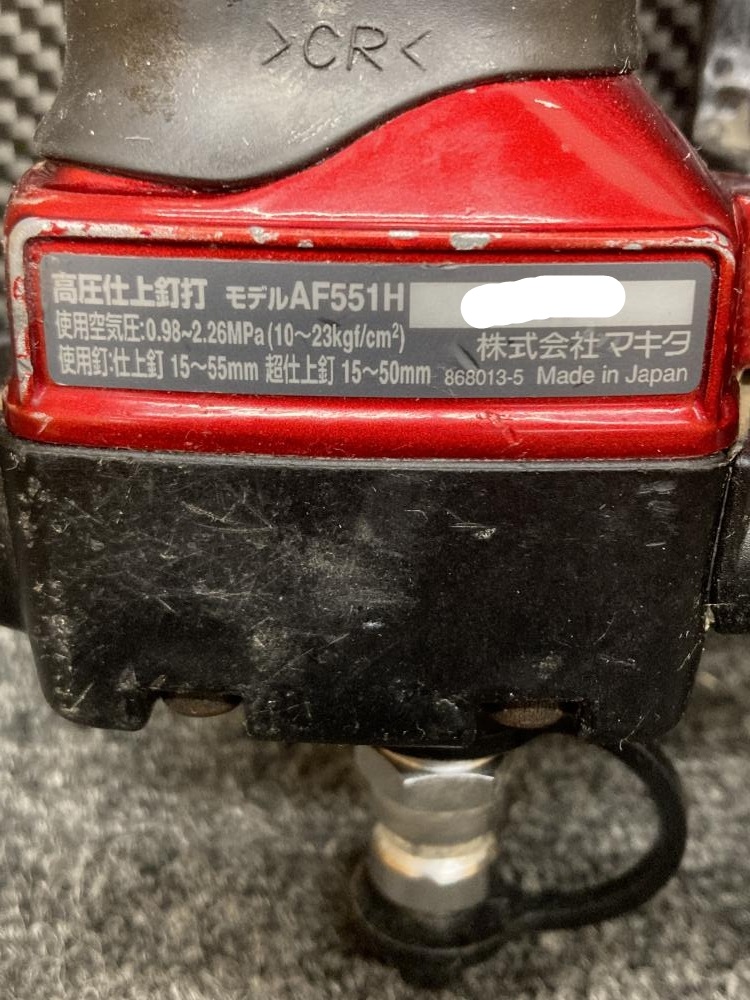 >CR<
高圧仕上釘打 モデルAF551H
使用空気圧:0.98~2.26MPa(10~23kgf/cm²)
株式会社マキタ
使用釘:仕上釘 15~55mm 超仕上釘 15~50mm 868013-5 Made in Japan